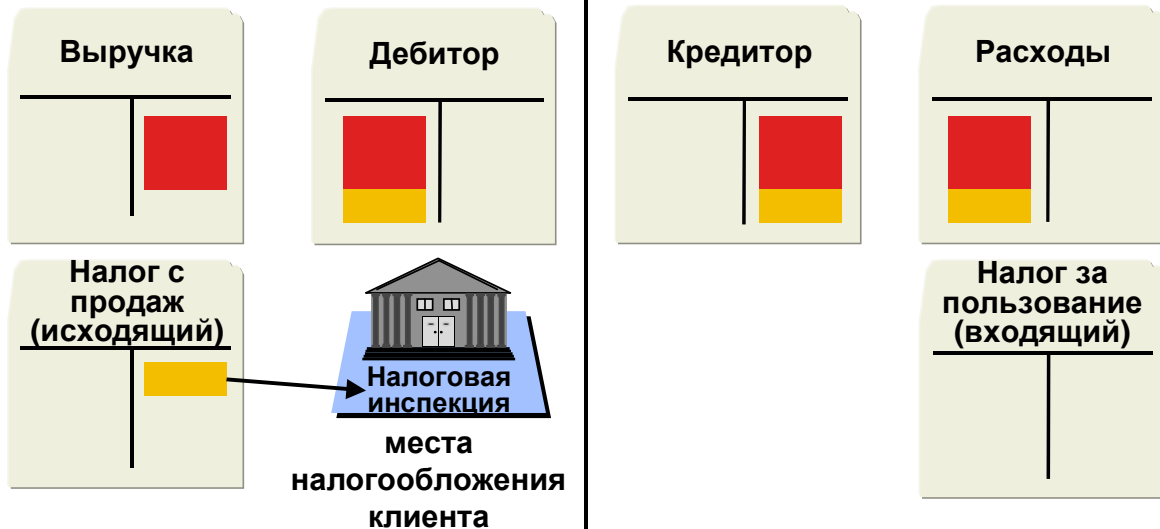 Выручка
Дебитор
Кредитор
Расходы
Налог с
продаж
(исходящий)
Налоговая
инспекция
места
налогообложения
клиента
Налог за
пользование
(входящий)